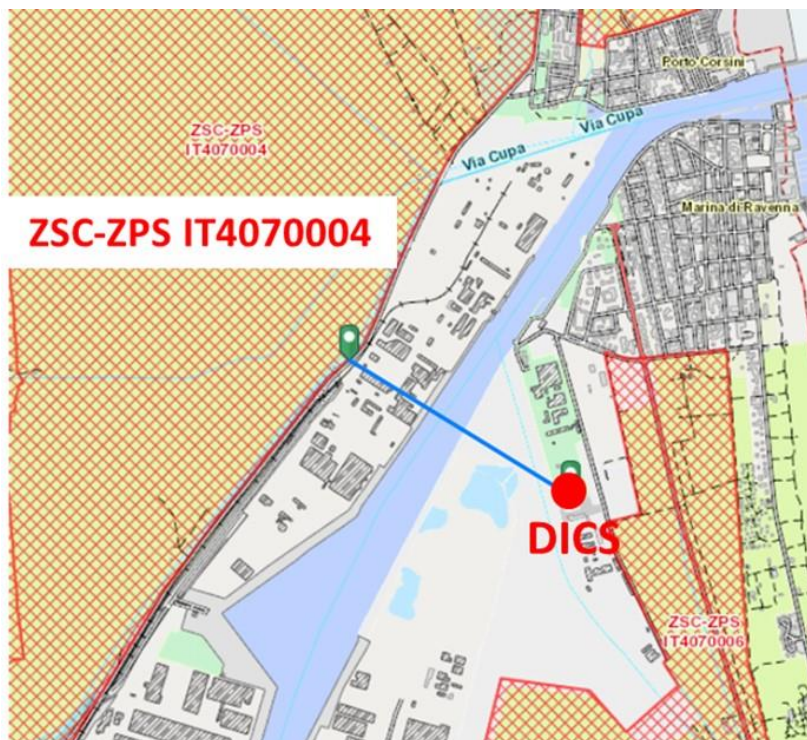 Porto Corsini
ZSC-ZPS
IT4070004
Via Cupa
Via Cupa
ZSC-ZPS IT4070004
Marina di Ravenna
DICS
ZSC-ZPS
IT4070006